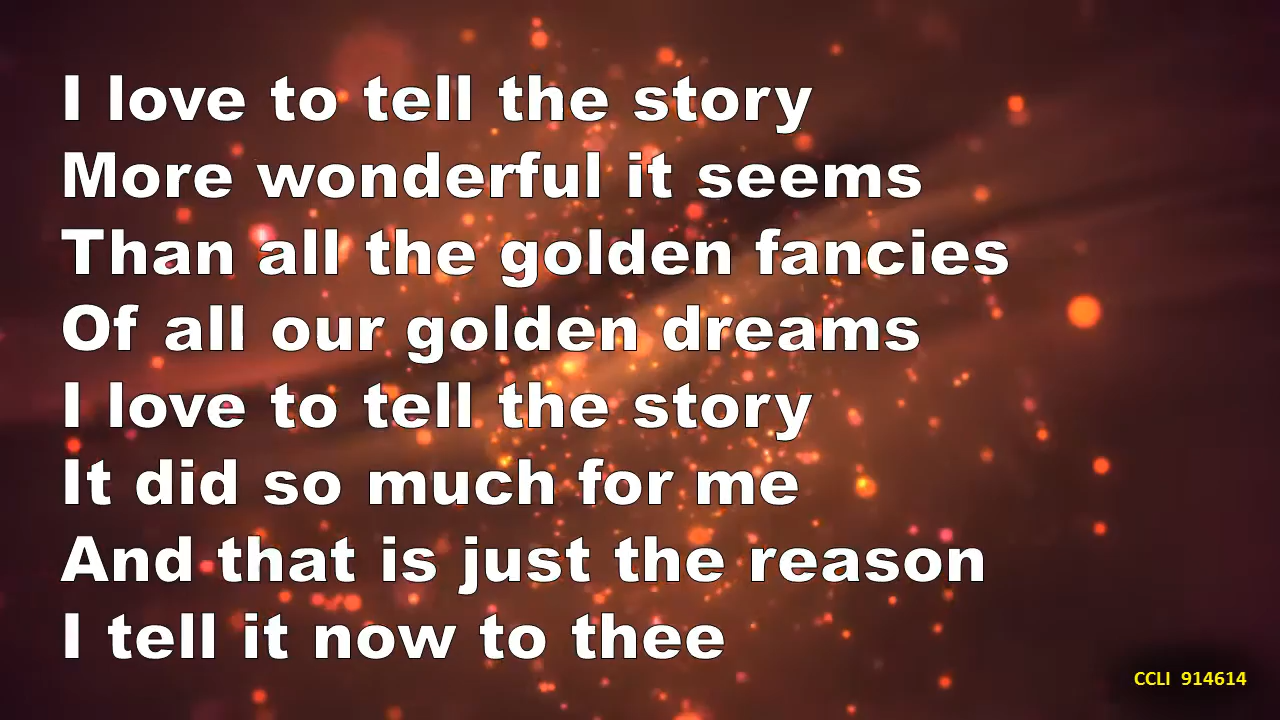 I love to tell the story
More wonderful it seems
Than all the golden fancies
Of all our golden dreams
I love to tell the story
It did so much for me
And that is just the reason
I tell it now to thee
CCLI 914614